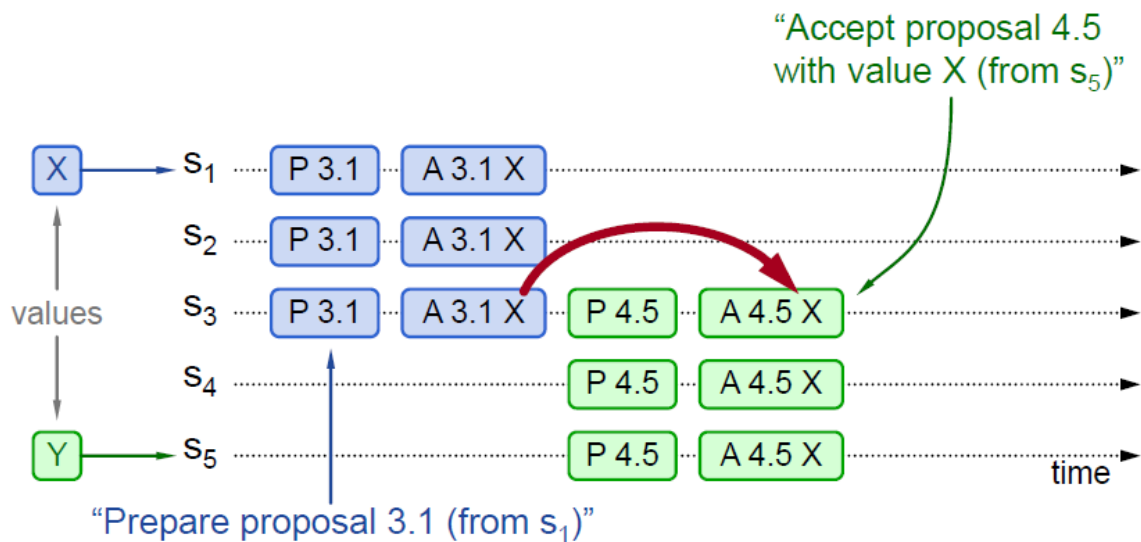 “Accept proposal 4.5
with value X (from s5)”
X s1 P 3.1 A 3.1 X
s2 P 3.1 A 3.1 X
values s3 P 3.1 A 3.1 X P 4.5 A 4.5 X
s4 P 4.5 A 4.5 X
Y s5 P 4.5 A 4.5 X
time
“Prepare proposal 3.1 (from s1)”